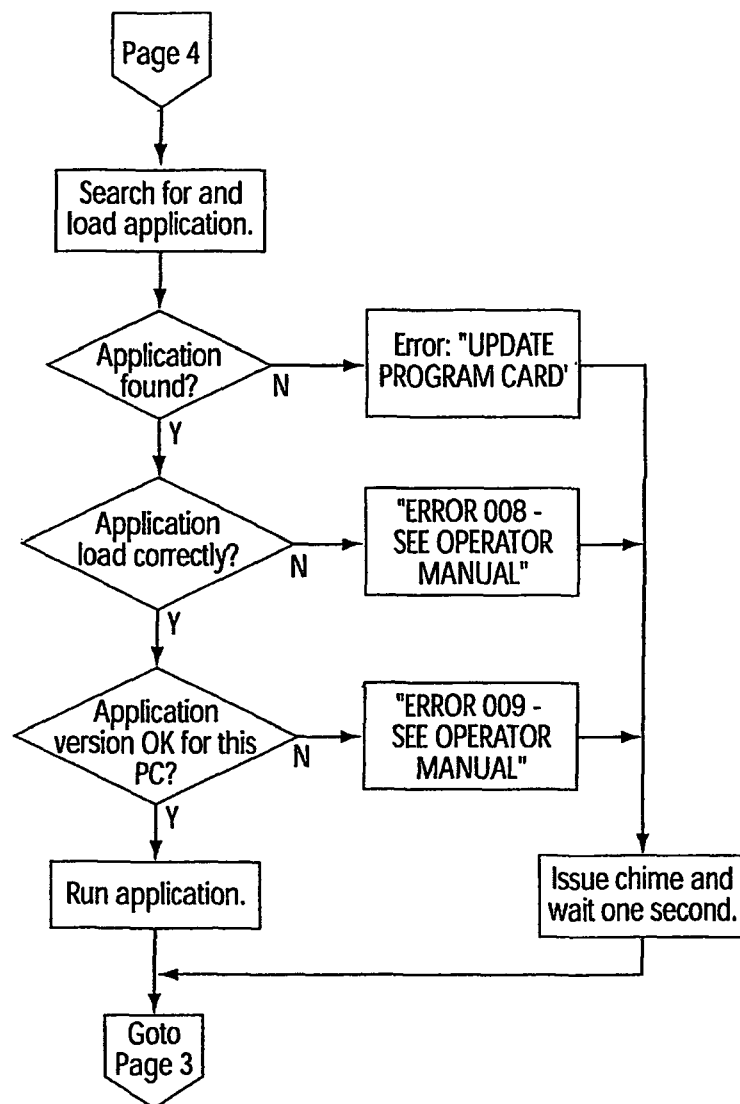 Page 4
Search for and
load application.
Application
found?
N
Error: "UPDATE
PROGRAM CARD'
Y
Application
load correctly?
N
"ERROR 008 -
SEE OPERATOR
MANUAL"
Y
Application
version OK for this
PC?
N
"ERROR 009 -
SEE OPERATOR
MANUAL"
Y
Run application.
Issue chime and
wait one second.
Goto
Page 3